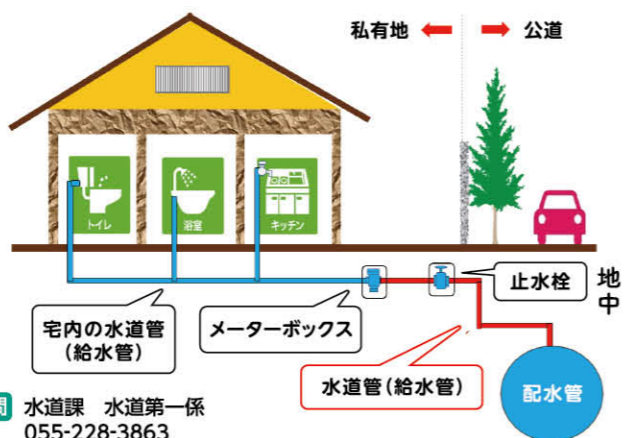 私有地 ← → 公道
トイレ
浴室
キッチン
宅内の水道管
(給水管)
メーターボックス
止水栓
地中
水道管(給水管)
配水管
問 水道課 水道第一係
055-228-3863